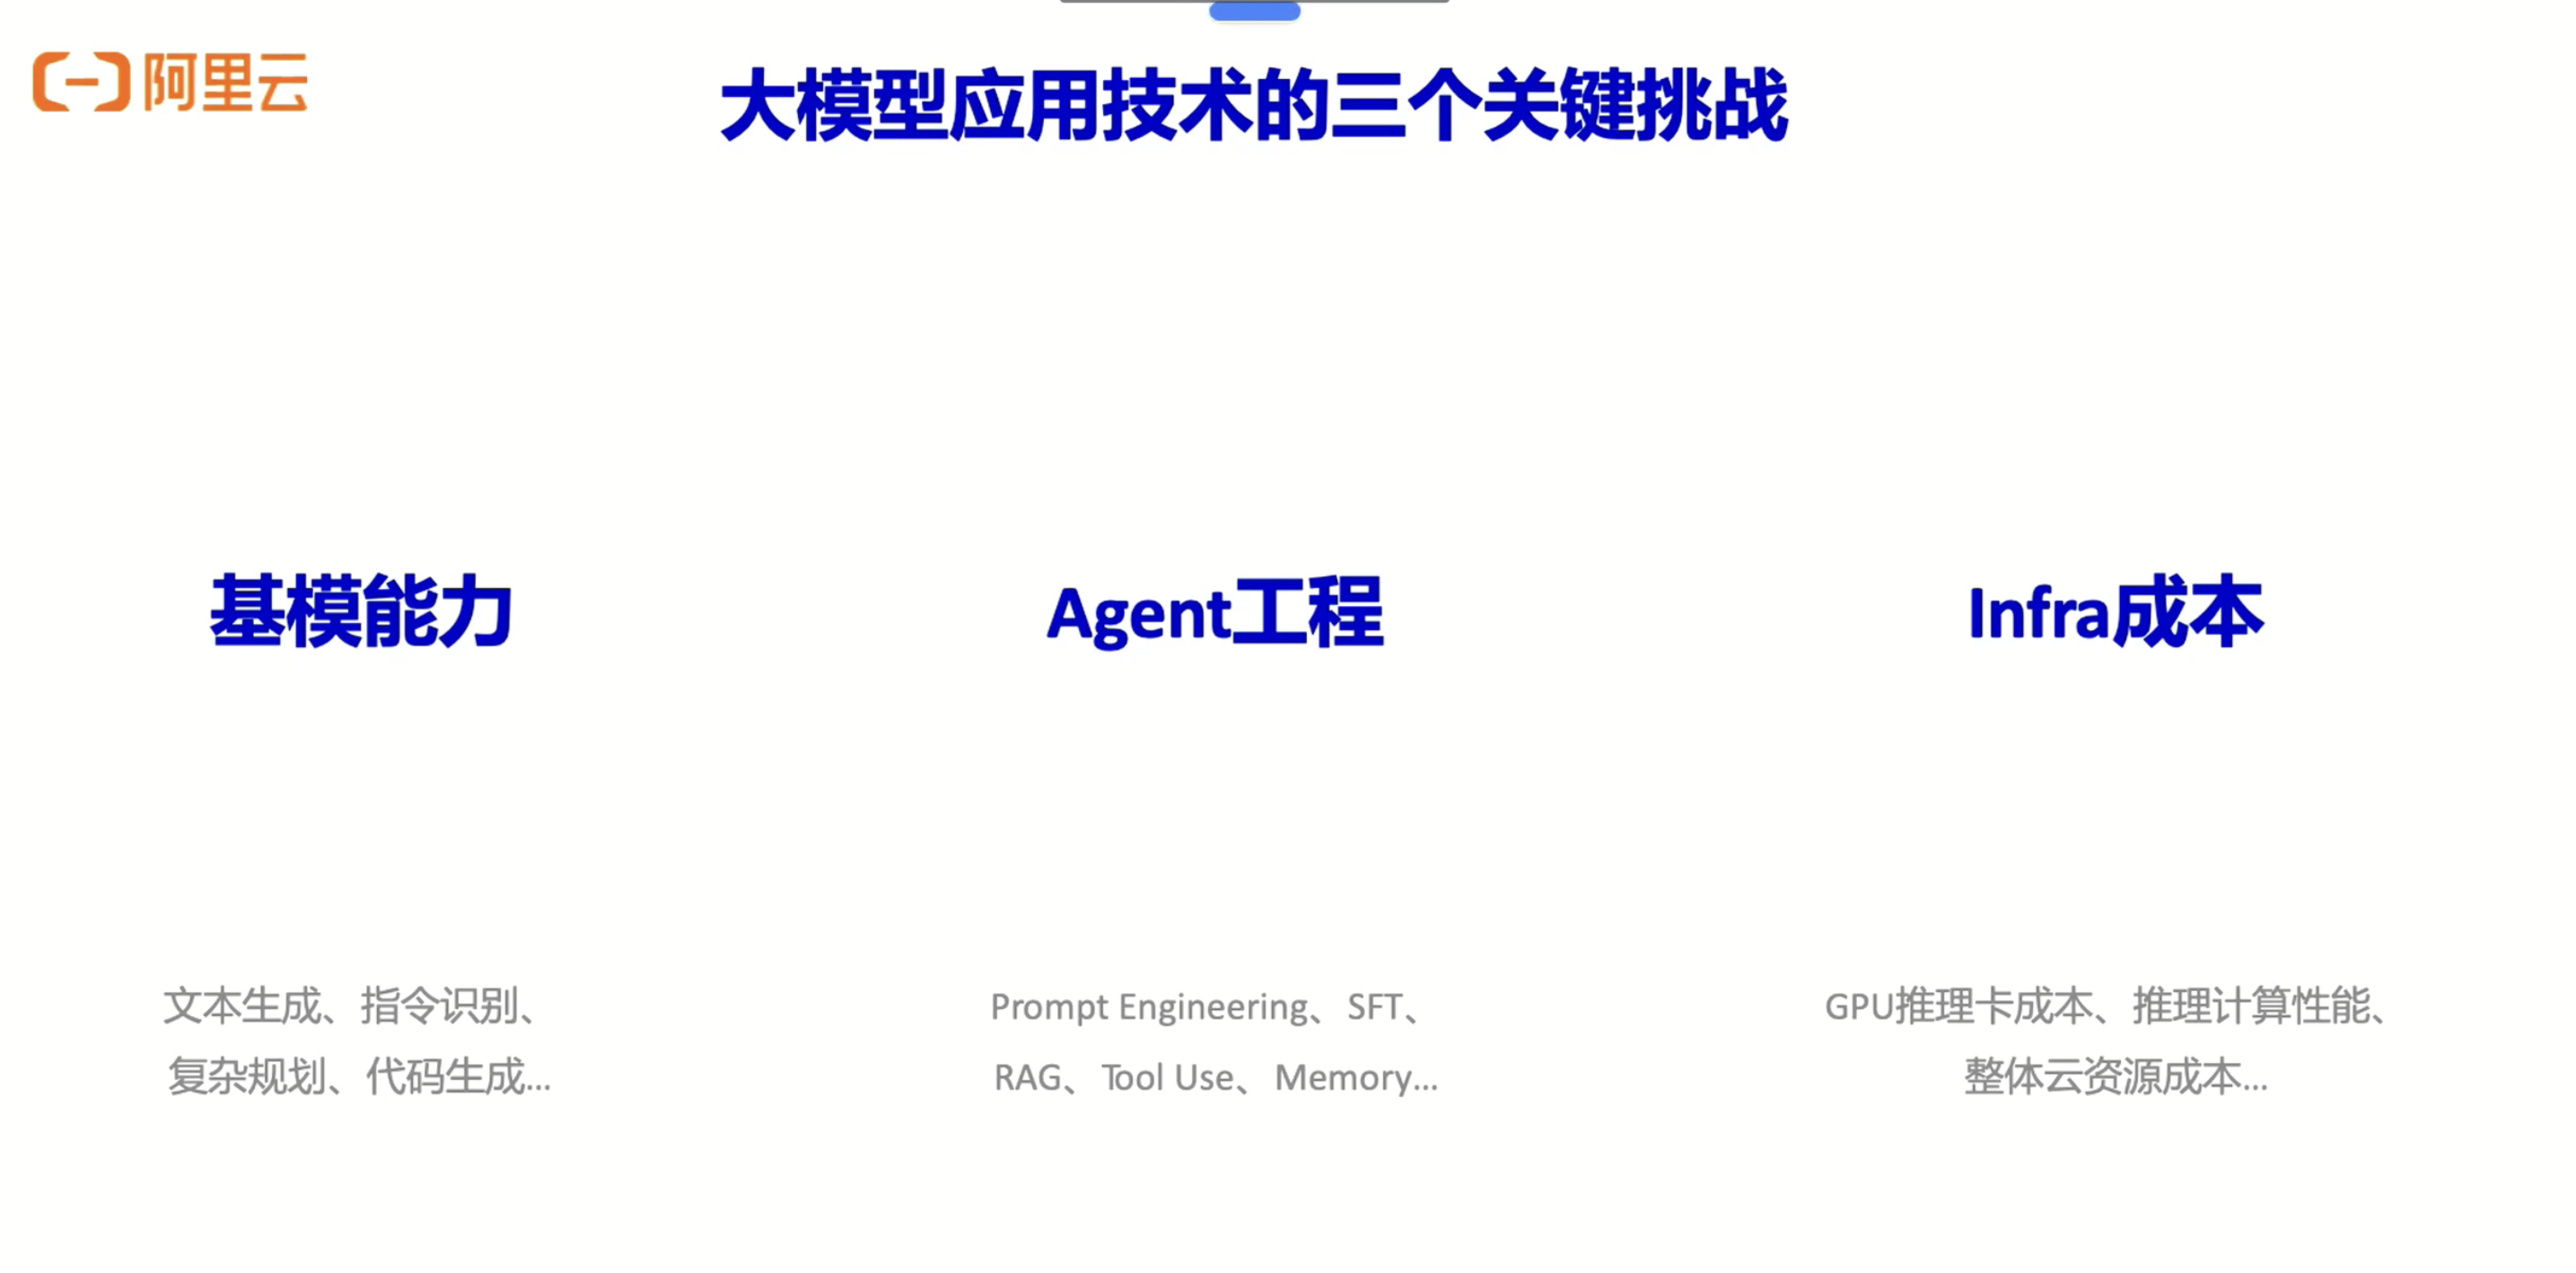 阿里云
大模型应用技术的三个关键挑战
基模能力
Agent工程
Infra成本
文本生成、指令识别、
复杂规划、代码生成...
Prompt Engineering、SFT、
RAG、Tool Use、Memory...
GPU推理卡成本、推理计算性能、
整体云资源成本...